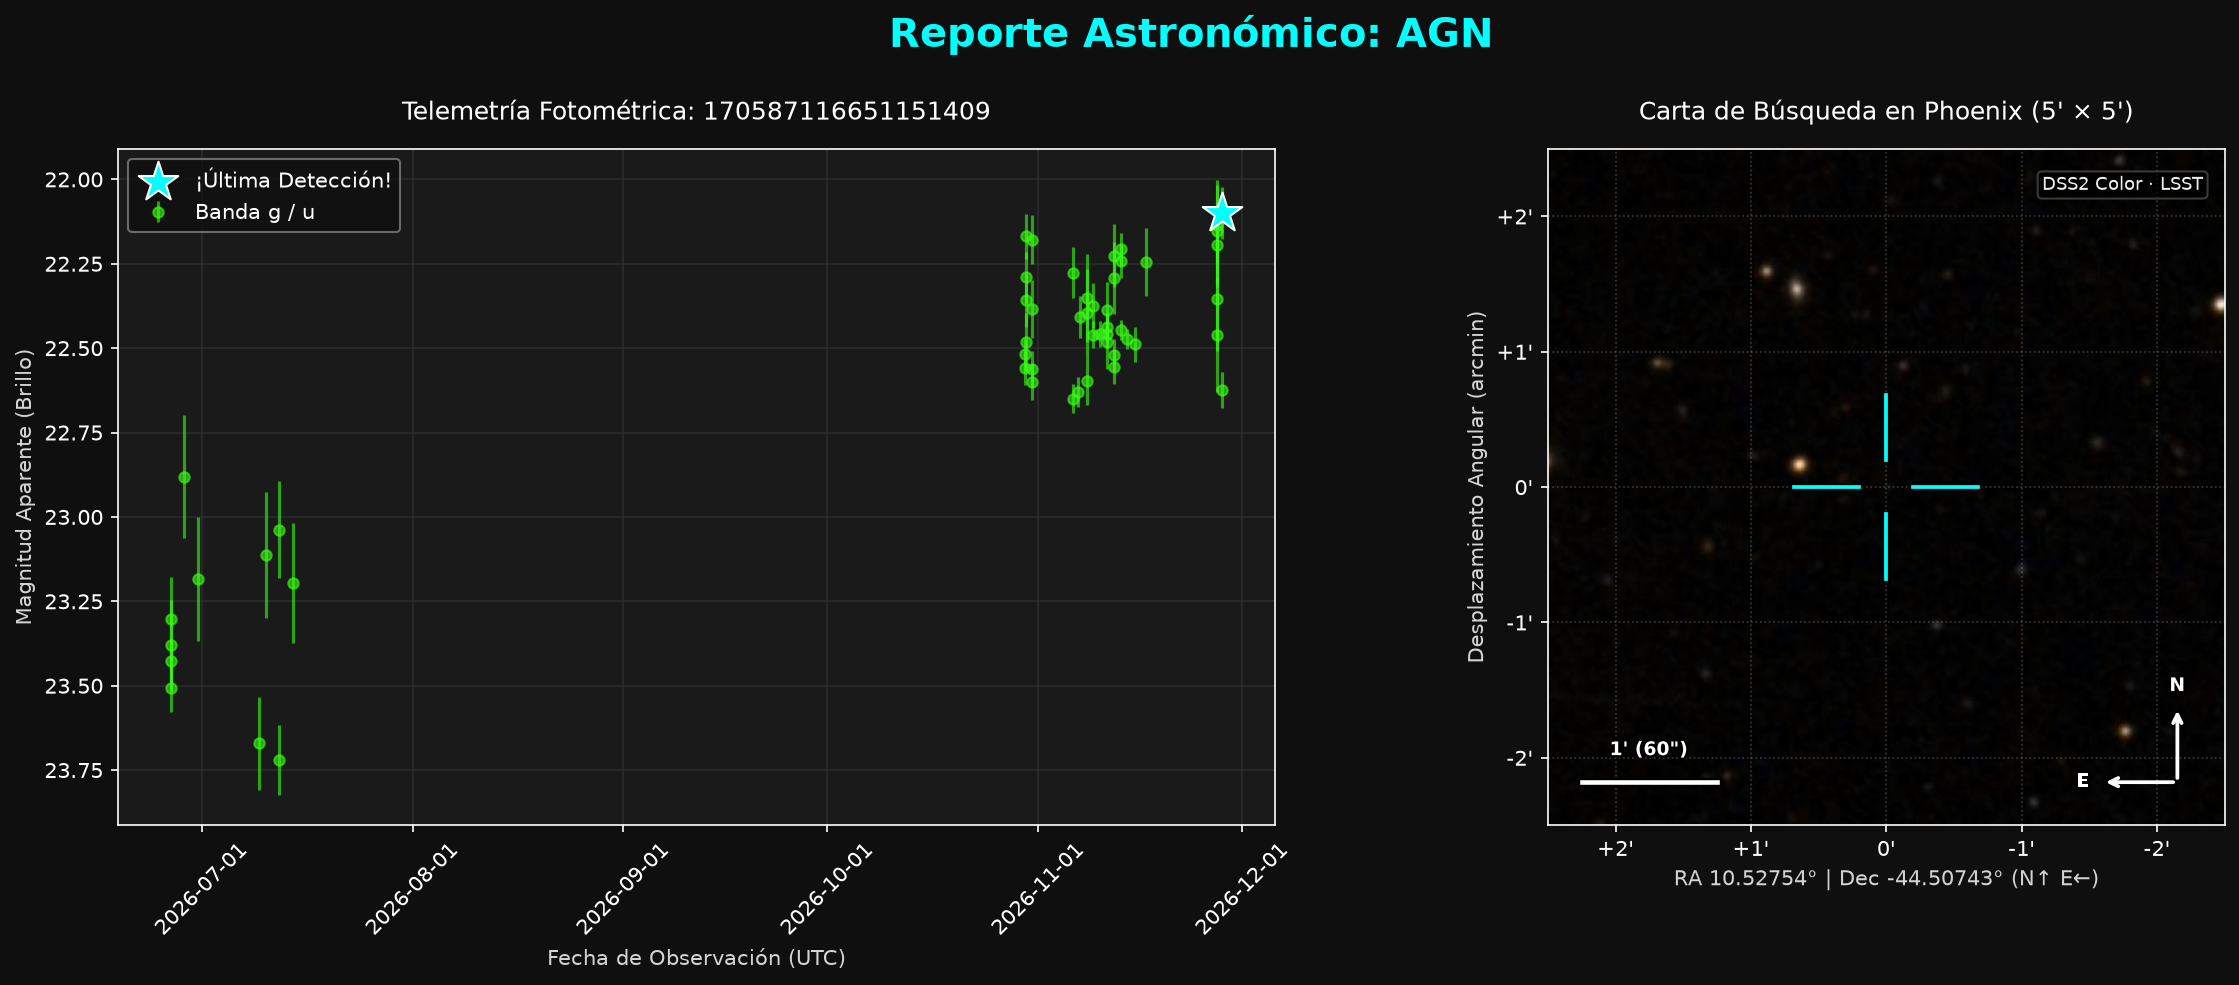 Reporte Astronómico: AGN
Telemetría Fotométrica: 170587116651151409
¡Última Detección!
Banda g / u
Magnitud Aparente (Brillo)
22.00
22.25
22.50
22.75
23.00
23.25
23.50
23.75
2026-07-01
2026-08-01
2026-09-01
2026-10-01
2026-11-01
2026-12-01
Fecha de Observación (UTC)
Carta de Búsqueda en Phoenix (5' × 5')
DSS2 Color · LSST
Desplazamiento Angular (arcmin)
+2'
+1'
0'
-1'
-2'
N
E
1' (60")
+2'
+1'
0'
-1'
-2'
RA 10.52754° | Dec -44.50743° (N↑ E←)